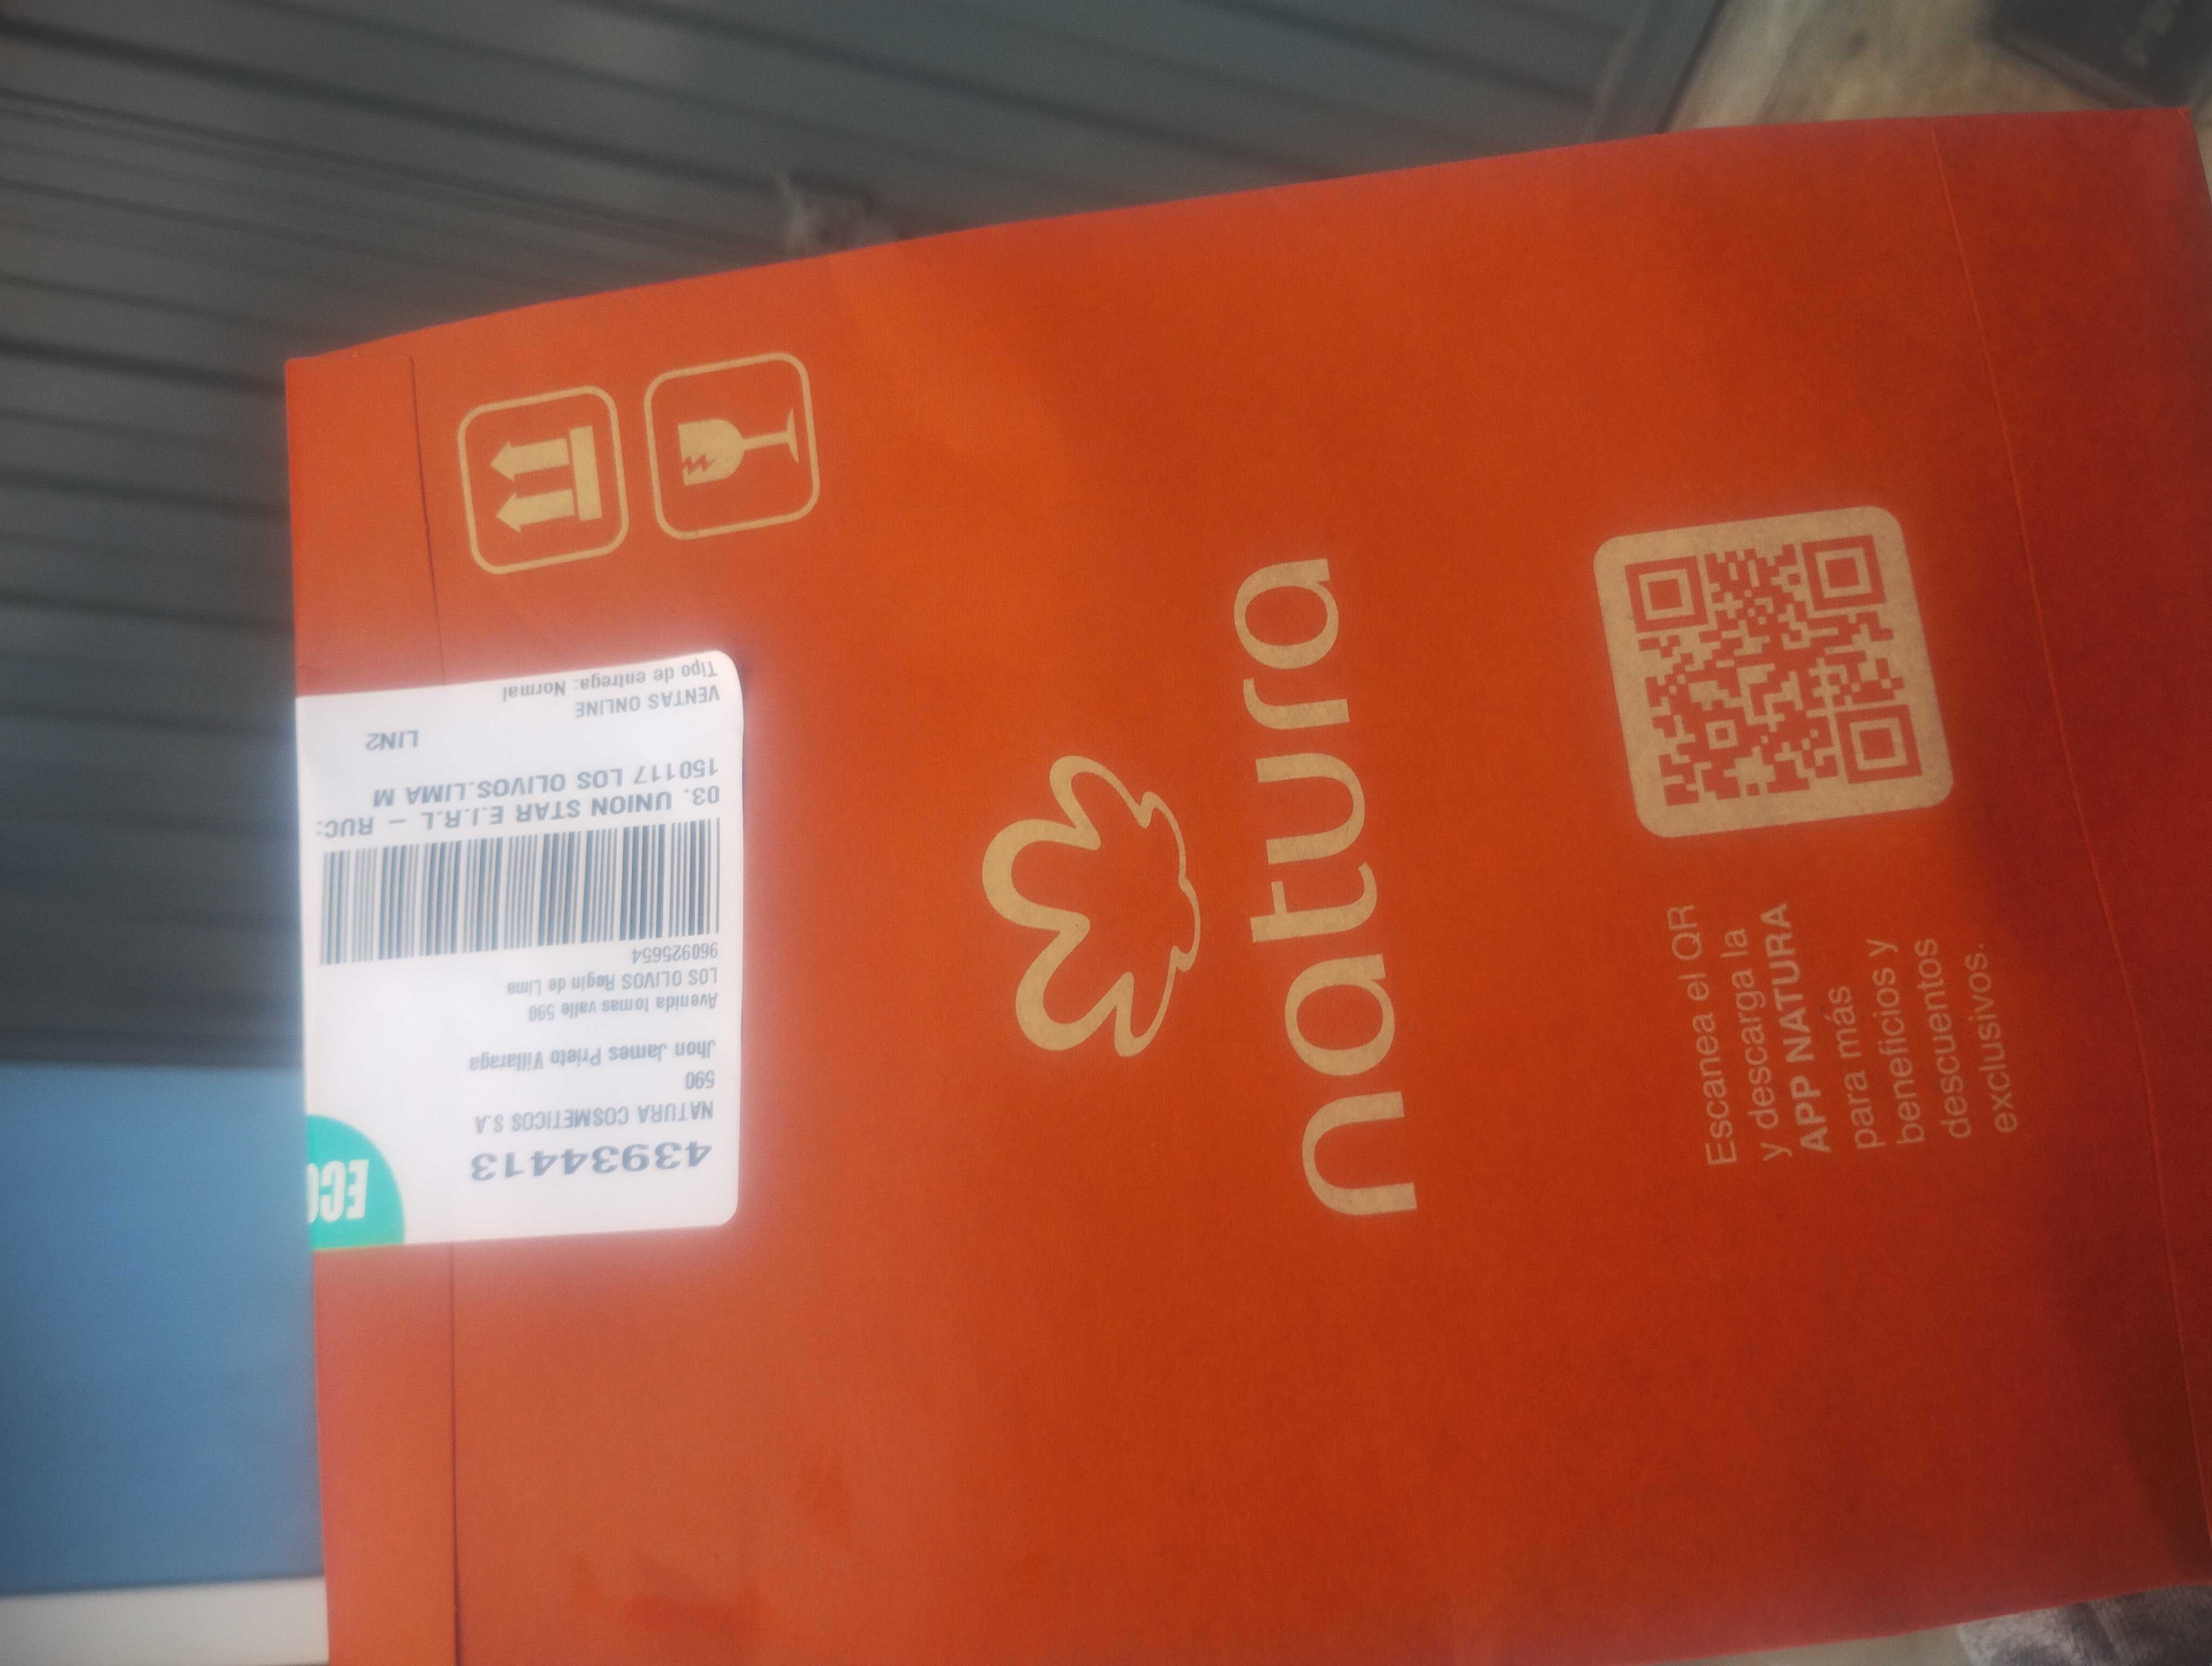 43934413
NATURA COSMETICOS S.A
590
Jhon James Prieto Villaraga
Avenida tomas valle 590
LOS OLIVOS Regin de Lima
960925654
03. UNION STAR E.I.R.L - RUC:
150117 LOS OLIVOS.LIMA M
LIN2
VENTAS ONLINE
Tipo de entrega: Normal
natura
Escanea el QR
y descarga la
APP NATURA
para más
beneficios y
descuentos
exclusivos.